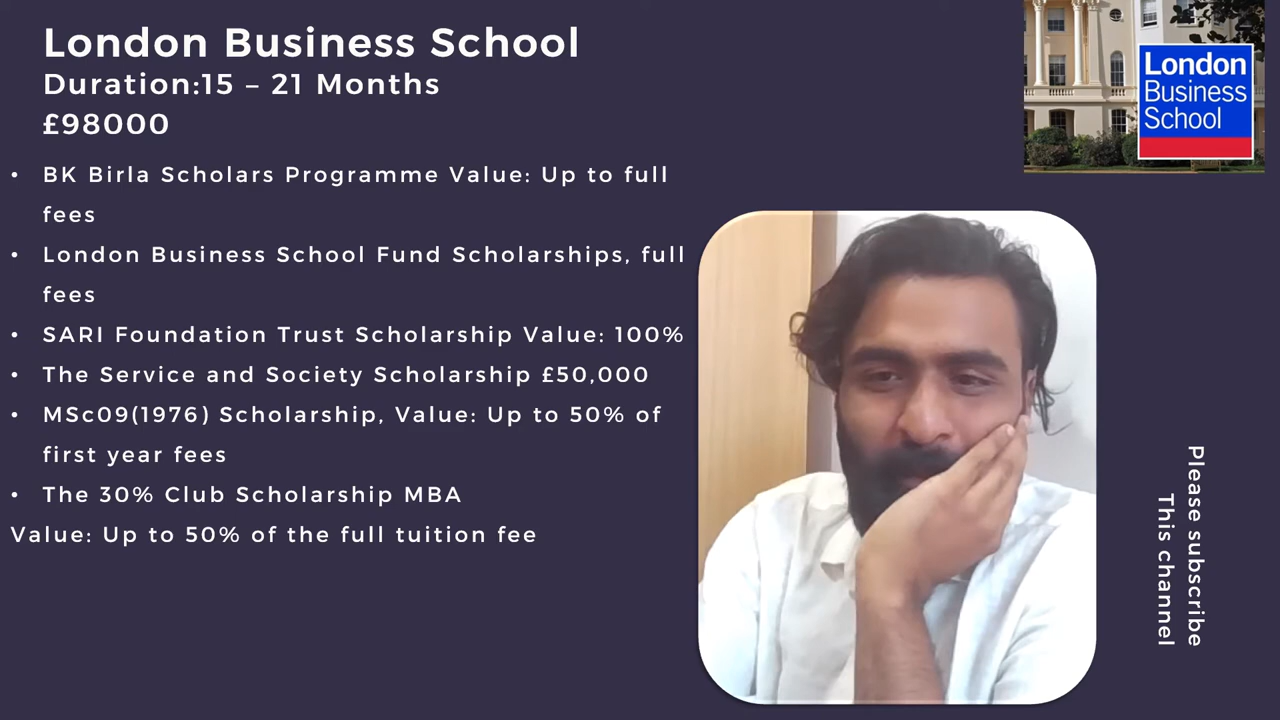 London Business School
Duration:15 – 21 Months
£98000
• BK Birla Scholars Programme Value: Up to full
fees
• London Business School Fund Scholarships, full
fees
• SARI Foundation Trust Scholarship Value: 100%
• The Service and Society Scholarship £50,000
• MSc09(1976) Scholarship, Value: Up to 50% of
first year fees
• The 30% Club Scholarship MBA
Value: Up to 50% of the full tuition fee
London
Business
School
Please subscribe
This channel